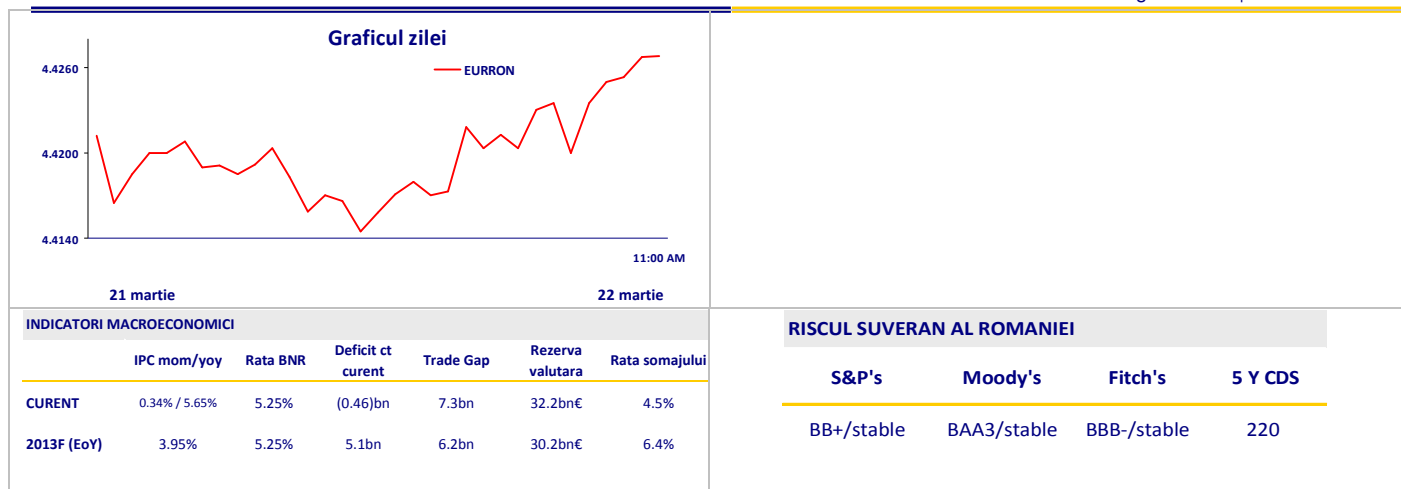 Graficul zilei
EURRON
4.4260
4.4200
4.4140
11:00 AM
21 martie
22 martie
INDICATORI MACROECONOMICI
IPC mom/yoy Rata BNR Deficit ct curent Trade Gap Rezerva valutara Rata somajului
CURENT 0.34% / 5.65% 5.25% (0.46)bn 7.3bn 32.2bn€ 4.5%
2013F (EoY) 3.95% 5.25% 5.1bn 6.2bn 30.2bn€ 6.4%
RISCUL SUVERAN AL ROMANIEI
S&P's Moody's Fitch's 5 Y CDS
BB+/stable BAA3/stable BBB-/stable 220